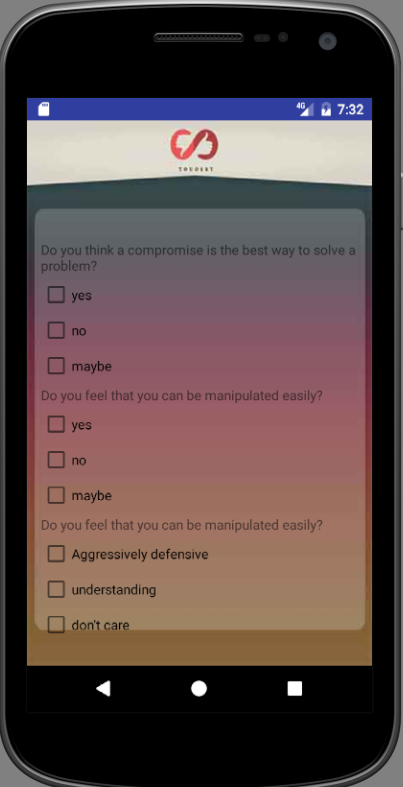 4G 7:32
Do you think a compromise is the best way to solve a
problem?
yes
no
maybe
Do you feel that you can be manipulated easily?
yes
no
maybe
Do you feel that you can be manipulated easily?
Aggressively defensive
understanding
don't care